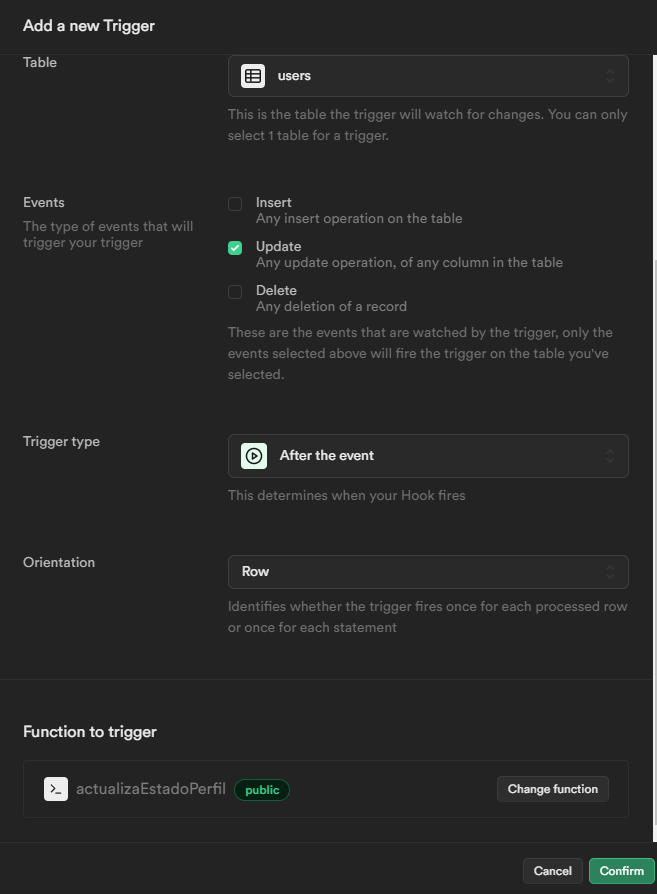 Add a new Trigger
Table
users
This is the table the trigger will watch for changes. You can only
select 1 table for a trigger.
Events
The type of events that will
trigger your trigger
Insert
Any insert operation on the table
Update
Any update operation, of any column in the table
Delete
Any deletion of a record
These are the events that are watched by the trigger, only the
events selected above will fire the trigger on the table you've
selected.
Trigger type
After the event
This determines when your Hook fires
Orientation
Row
Identifies whether the trigger fires once for each processed row
or once for each statement
Function to trigger
actualizaEstadoPerfil public Change function
Cancel Confirm